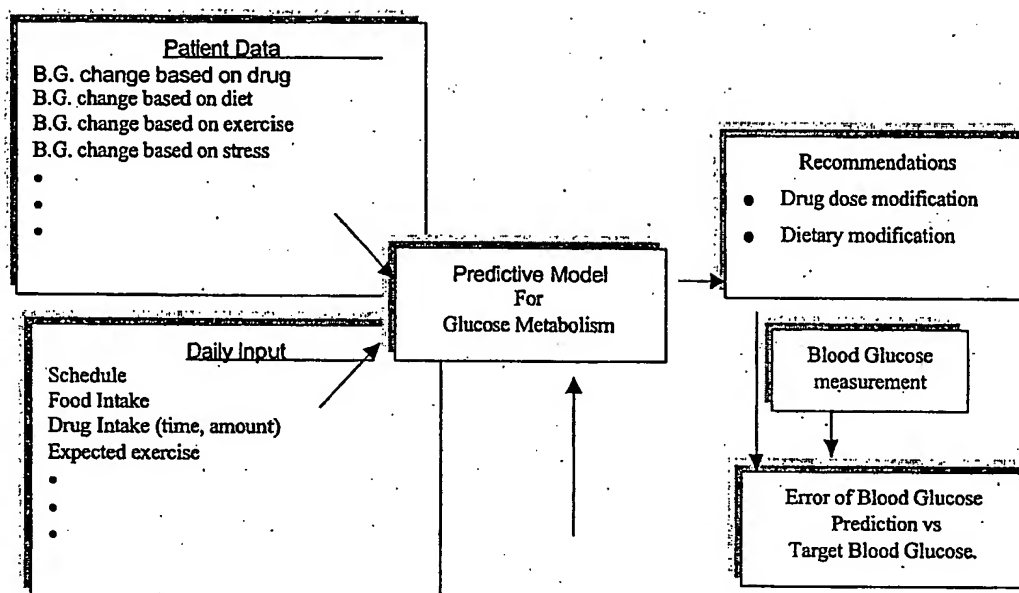 Patient Data
B.G. change based on drug
B.G. change based on diet
B.G. change based on exercise
B.G. change based on stress
•
•
•
Daily Input
Schedule
Food Intake
Drug Intake (time, amount)
Expected exercise
•
•
•
Predictive Model
For
Glucose Metabolism
Recommendations
• Drug dose modification
• Dietary modification
Blood Glucose
measurement
Error of Blood Glucose
Prediction vs
Target Blood Glucose.